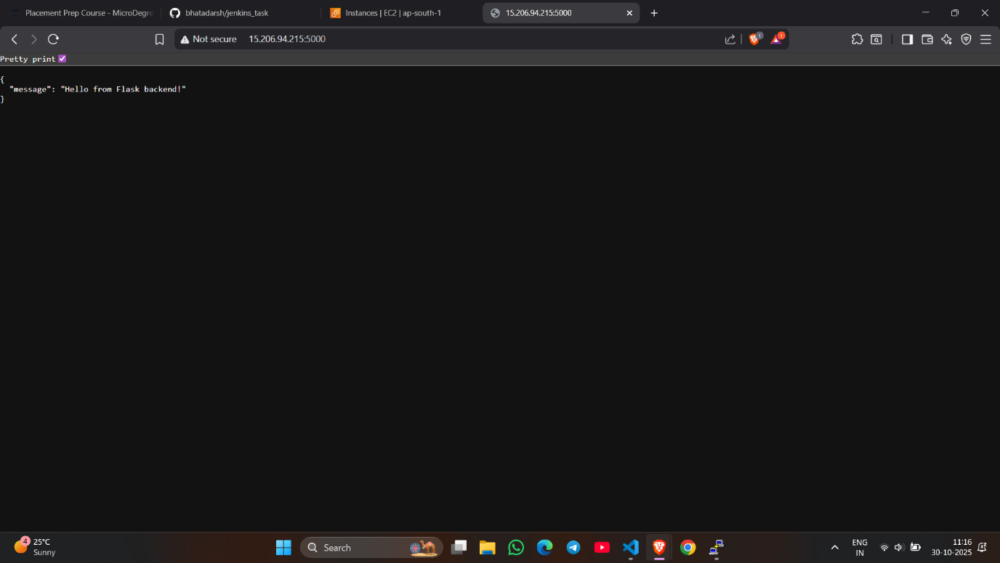 Placement Prep Course - MicroDegre
bhatadarsh/jenkins_task
Instances | EC2 | ap-south-1
15.206.94.215:5000
Not secure
15.206.94.215:5000
1
1
Pretty print
{
"message": "Hello from Flask backend!"
}
4
25°C
Sunny
Search
ENG
IN
11:16
30-10-2025